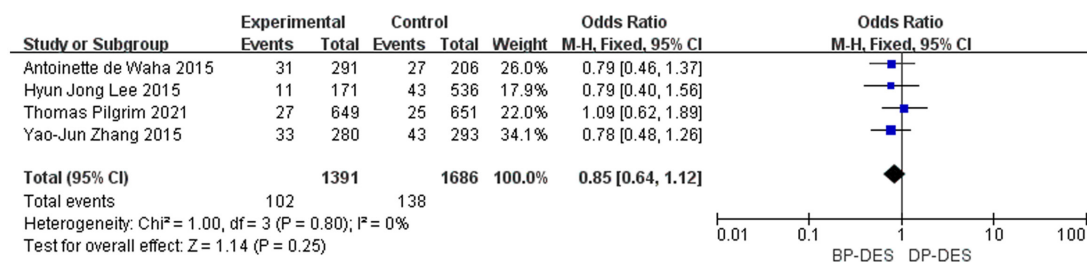 Experimental Control Odds Ratio Odds Ratio
Study or Subgroup Events Total Events Total Weight M-H, Fixed, 95% CI M-H, Fixed, 95% CI
Antoinette de Waha 2015 31 291 27 206 26.0% 0.79 [0.46, 1.37]
Hyun Jong Lee 2015 11 171 43 536 17.9% 0.79 [0.40, 1.56]
Thomas Pilgrim 2021 27 649 25 651 22.0% 1.09 [0.62, 1.89]
Yao-Jun Zhang 2015 33 280 43 293 34.1% 0.78 [0.48, 1.26]
Total (95% CI) 1391 1686 100.0% 0.85 [0.64, 1.12]
Total events 102 138
Heterogeneity: Chi² = 1.00, df = 3 (P = 0.80); I² = 0%
Test for overall effect: Z = 1.14 (P = 0.25)
0.01 0.1 1 10 100
BP-DES DP-DES